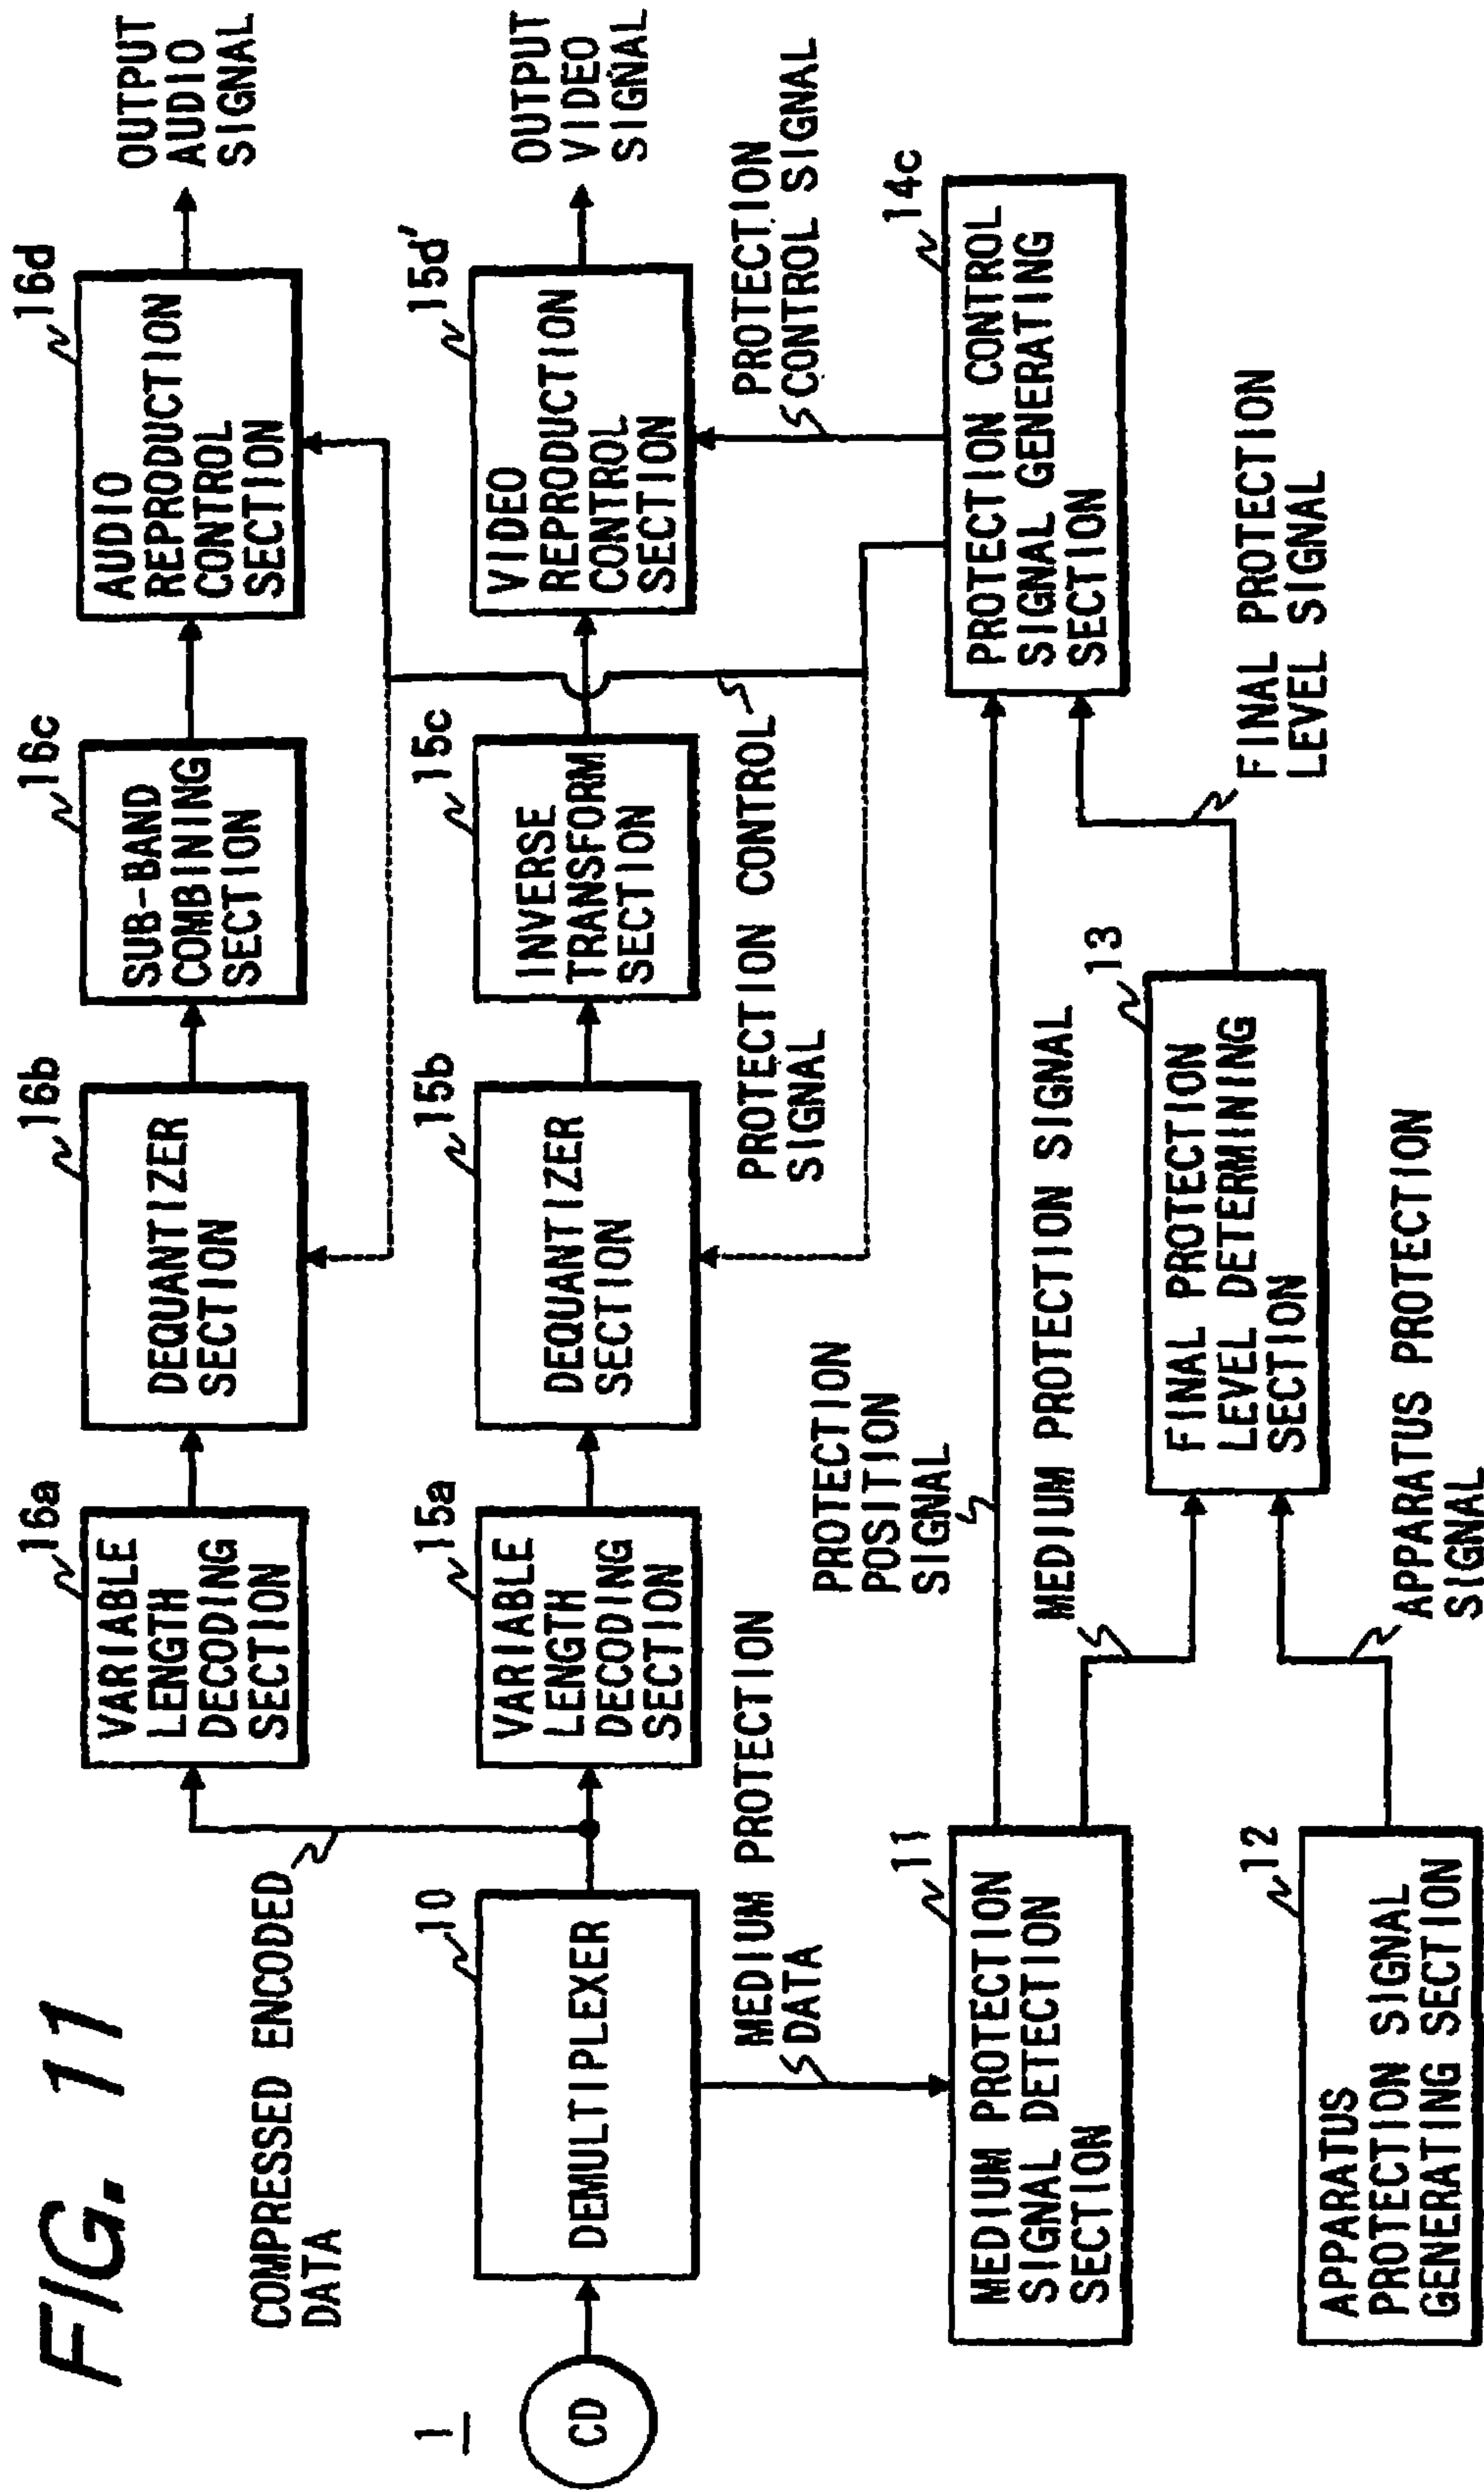 FIG. 11
COMPRESSED ENCODED
DATA
16a
VARIABLE
LENGTH
DECODING
SECTION
16b
DEQUANTIZER
SECTION
16c
SUB-BAND
COMBINING
SECTION
16d
AUDIO
REPRODUCTION
CONTROL
SECTION
OUTPUT
AUDIO
SIGNAL
1
CD
10
DEMULTIPLEXER
15a
VARIABLE
LENGTH
DECODING
SECTION
15b
DEQUANTIZER
SECTION
15c
INVERSE
TRANSFORM
SECTION
15d'
VIDEO
REPRODUCTION
CONTROL
SECTION
OUTPUT
VIDEO
SIGNAL
MEDIUM PROTECTION
DATA
PROTECTION
POSITION
SIGNAL
PROTECTION CONTROL
SIGNAL
PROTECTION
CONTROL SIGNAL
11
MEDIUM PROTECTION
SIGNAL DETECTION
SECTION
MEDIUM PROTECTION SIGNAL
14c
PROTECTION CONTROL
SIGNAL GENERATING
SECTION
13
FINAL PROTECTION
LEVEL DETERMINING
SECTION
FINAL PROTECTION
LEVEL SIGNAL
12
APPARATUS
PROTECTION SIGNAL
GENERATING SECTION
APPARATUS PROTECTION
SIGNAL